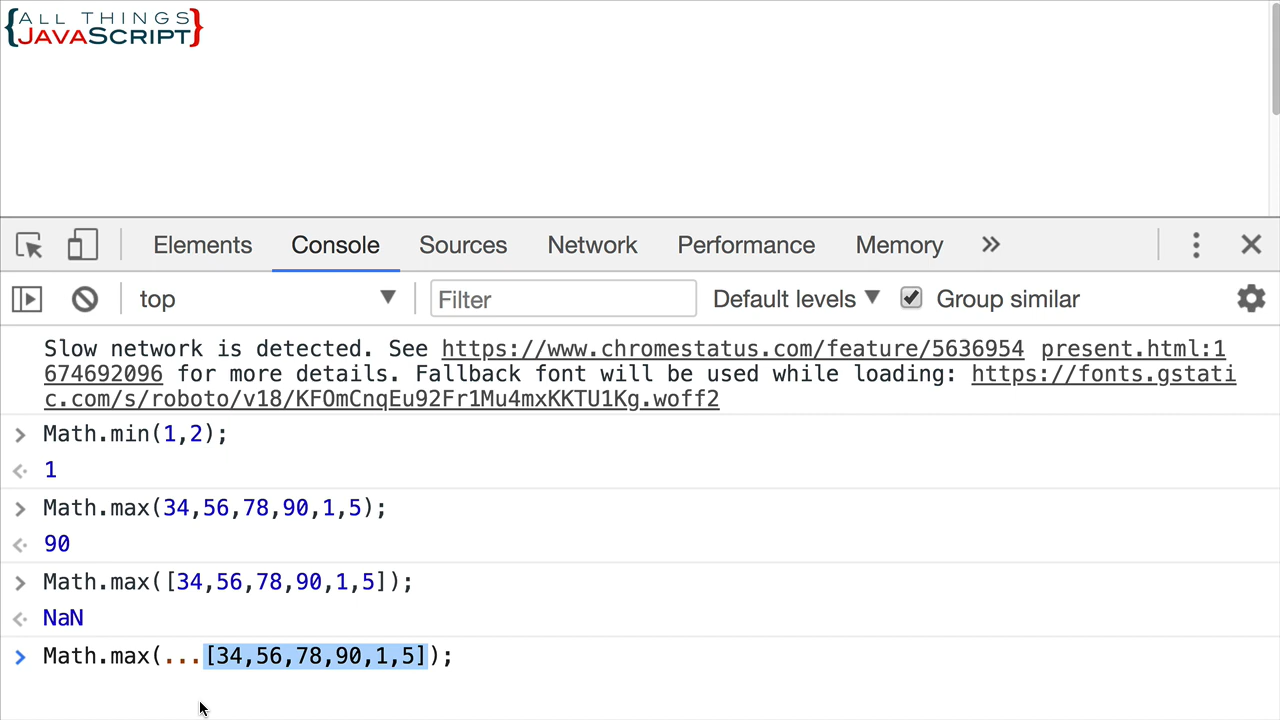 {ALL THINGS
JAVASCRIPT}
Elements Console Sources Network Performance Memory »
top ▼ Filter Default levels ▼ Group similar
Slow network is detected. See https://www.chromestatus.com/feature/5636954 present.html:1
674692096 for more details. Fallback font will be used while loading: https://fonts.gstati
c.com/s/roboto/v18/KFOmCnqEu92Fr1Mu4mxKKTU1Kg.woff2
> Math.min(1,2);
1
> Math.max(34,56,78,90,1,5);
90
> Math.max([34,56,78,90,1,5]);
NaN
> Math.max(...[34,56,78,90,1,5]);